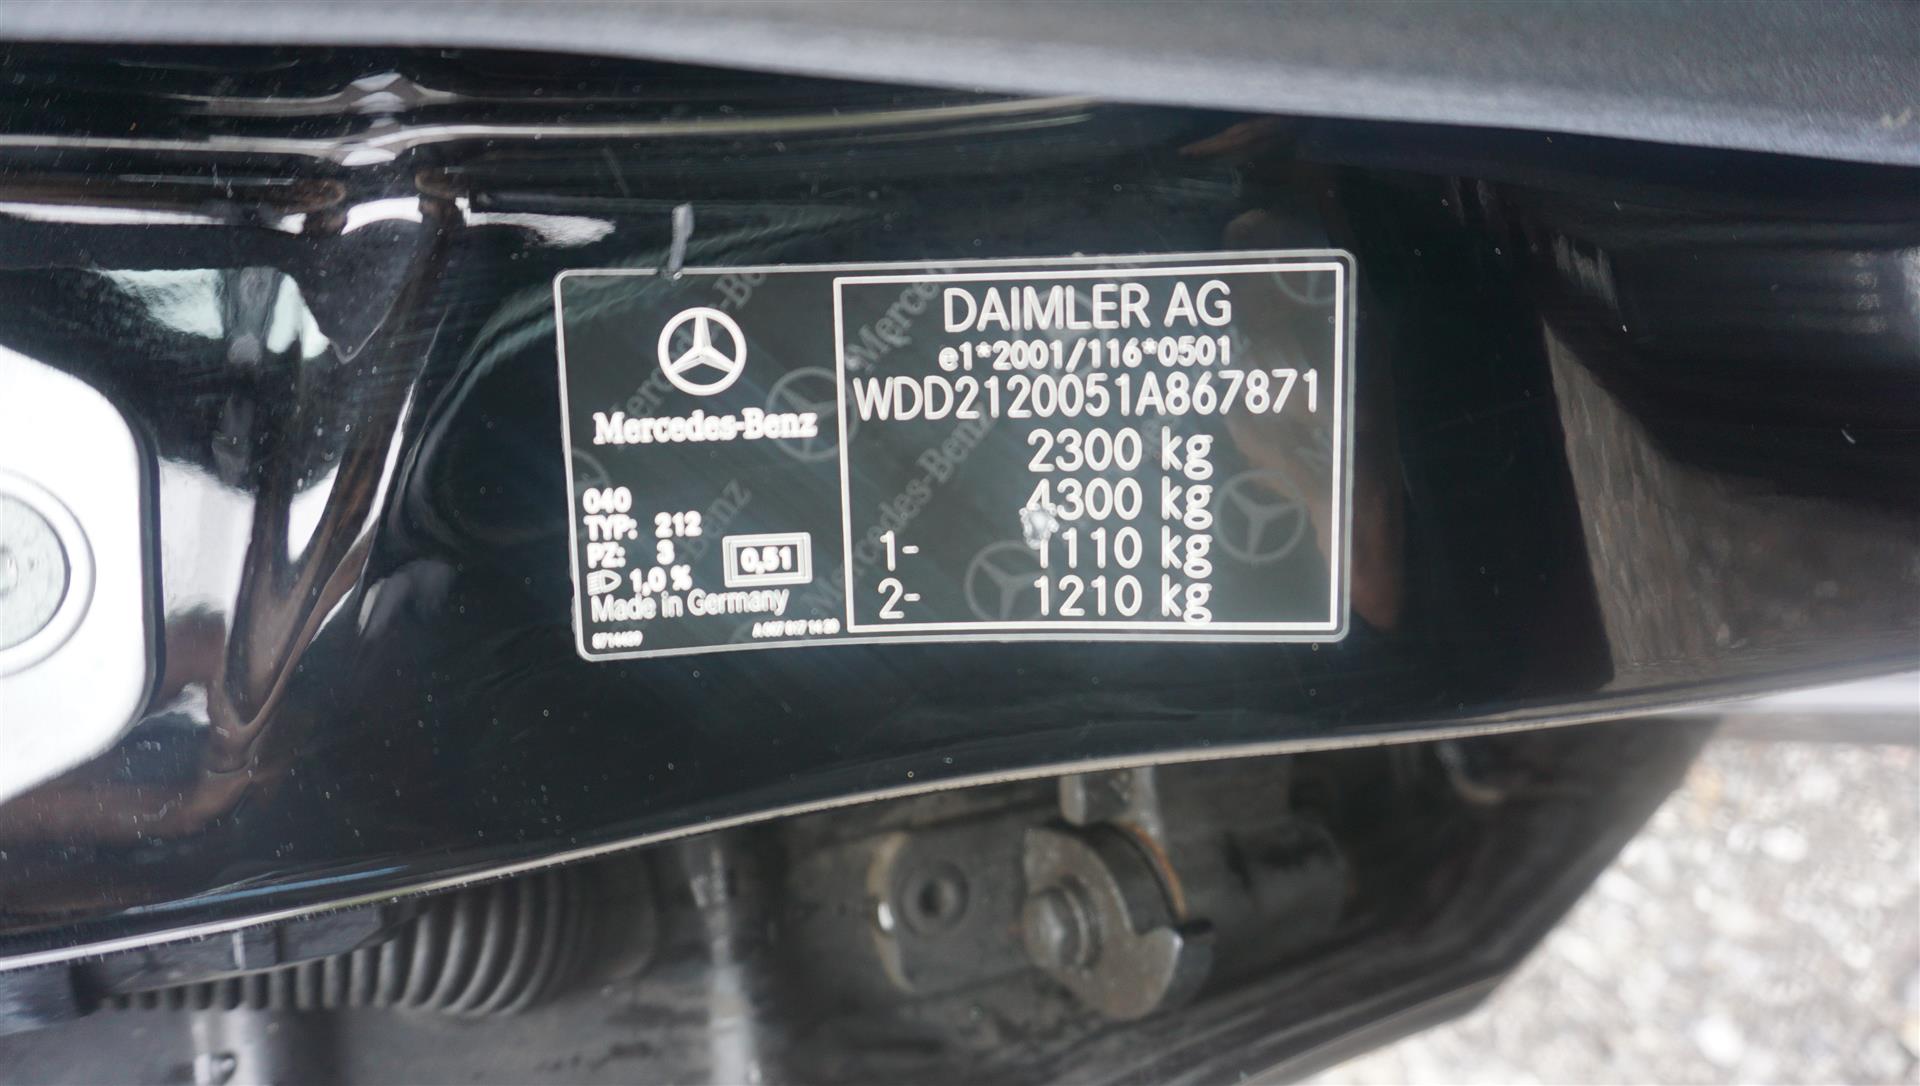 Mercedes-Benz
040
TYP: 212
PZ: 3
1,0 %
0,51
Made in Germany
DAIMLER AG
e1*2001/116*0501
WDD2120051A867871
2300 kg
4300 kg
1- 1110 kg
2- 1210 kg